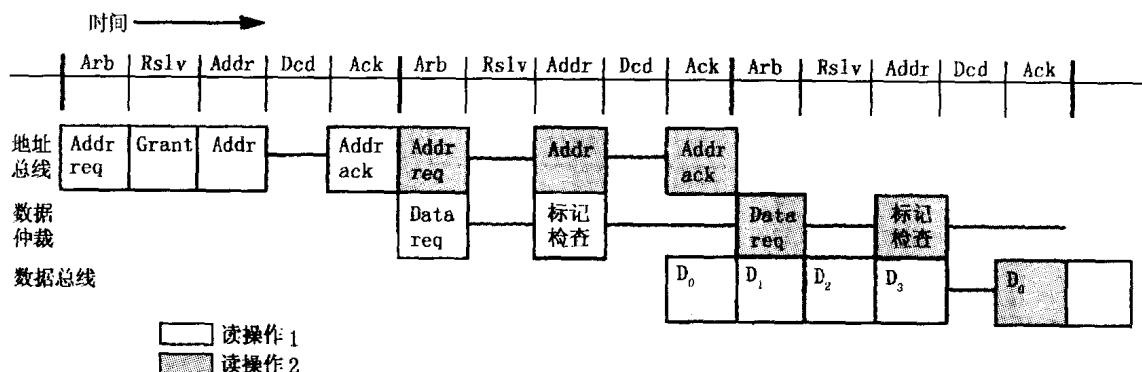 时间
Arb Rslv Addr Dcd Ack Arb Rslv Addr Dcd Ack Arb Rslv Addr Dcd Ack
地址
总线
Addr
req
Grant
Addr
Addr
ack
Addr
req
Addr
Addr
ack
数据
仲裁
Data
req
标记
检查
Data
req
标记
检查
数据总线
D₀ D₁ D₂ D₃ D₀
读操作 1
读操作 2